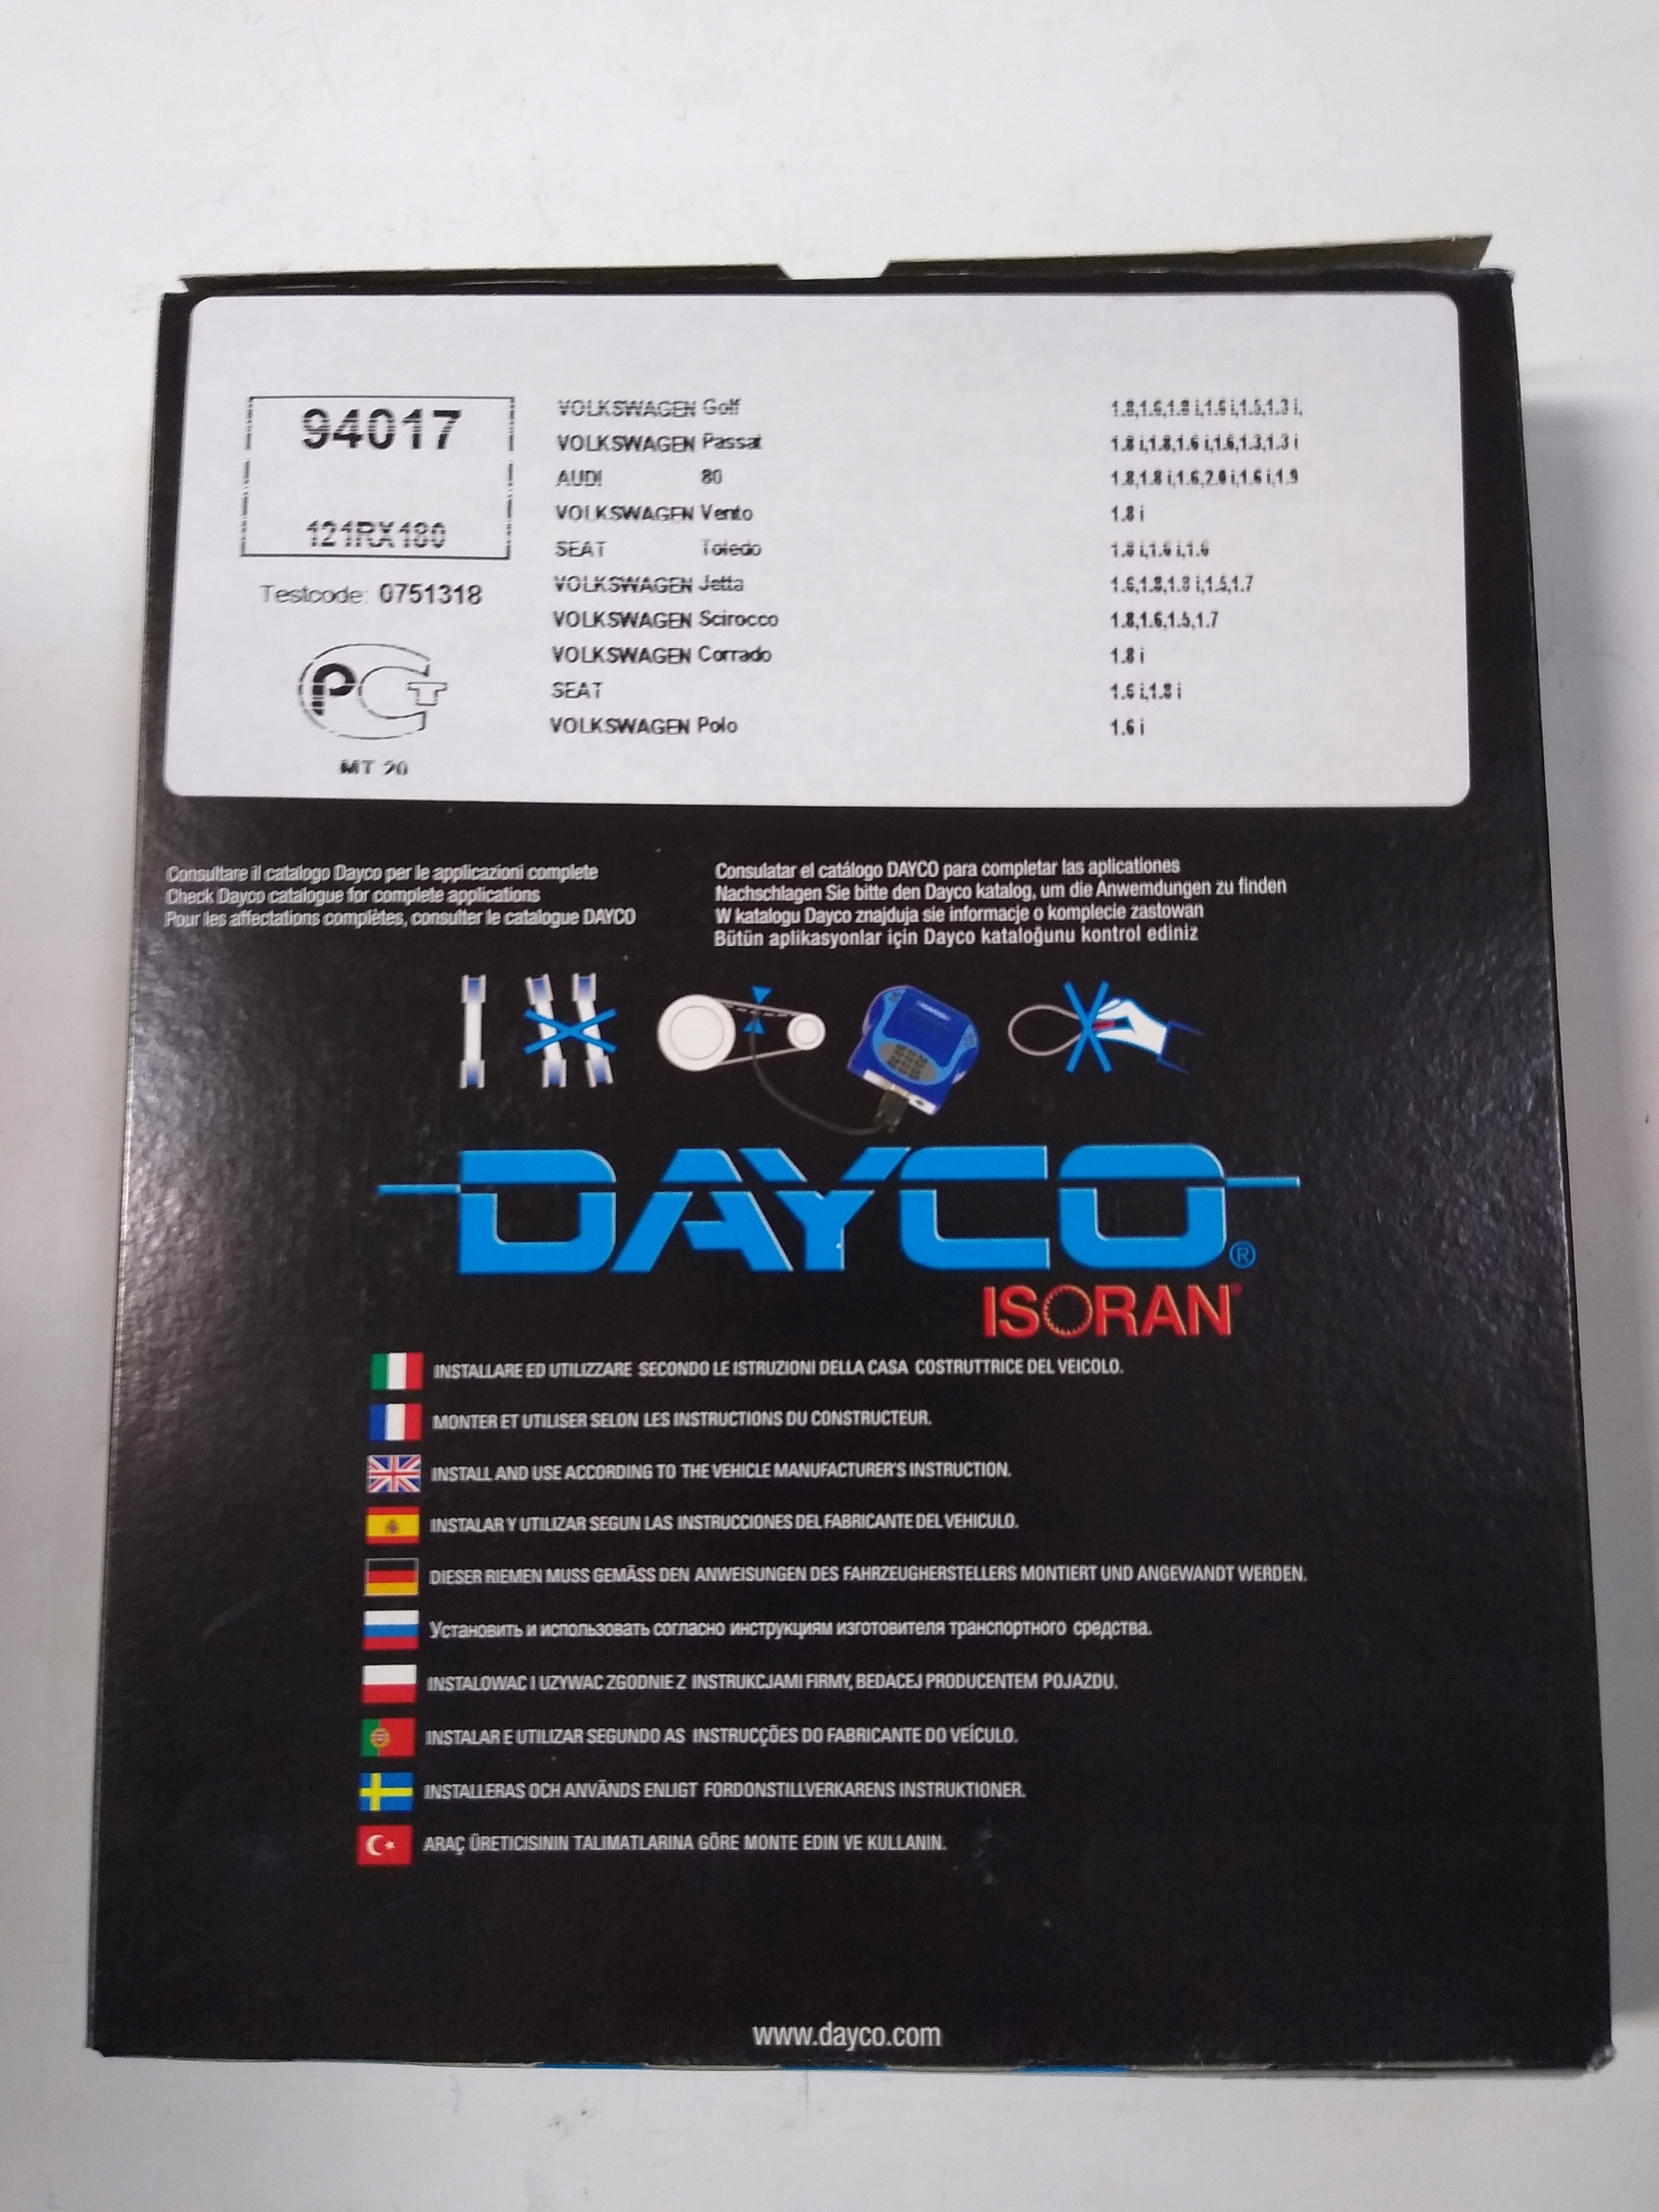 94017
121RX180
Testcode: 0751318
PCT
MT 20
VOLKSWAGEN Golf 1.8,1.6,1.8 i,1.6 i,1.5,1.3 i,
VOLKSWAGEN Passat 1.8 i,1.8,1.6 i,1.6,1.3,1.3 i
AUDI 80 1.8,1.8 i,1.6,2.0 i,1.6 i,1.9
VOLKSWAGEN Vento 1.8 i
SEAT Toledo 1.8 i,1.6 i,1.6
VOLKSWAGEN Jetta 1.6,1.8,1.8 i,1.5,1.7
VOLKSWAGEN Scirocco 1.8,1.6,1.5,1.7
VOLKSWAGEN Corrado 1.8 i
SEAT 1.6 i,1.8 i
VOLKSWAGEN Polo 1.6 i
Consultare il catalogo Dayco per le applicazioni complete
Check Dayco catalogue for complete applications
Pour les affectations complètes, consulter le catalogue DAYCO
Consulatar el catálogo DAYCO para completar las aplicationes
Nachschlagen Sie bitte den Dayco katalog, um die Anwemdungen zu finden
W katalogu Dayco znajduja sie informacje o komplecie zastowan
Bütün aplikasyonlar için Dayco kataloğunu kontrol ediniz
DAYCO®
ISORAN®
INSTALLARE ED UTILIZZARE SECONDO LE ISTRUZIONI DELLA CASA COSTRUTTRICE DEL VEICOLO.
MONTER ET UTILISER SELON LES INSTRUCTIONS DU CONSTRUCTEUR.
INSTALL AND USE ACCORDING TO THE VEHICLE MANUFACTURER'S INSTRUCTION.
INSTALAR Y UTILIZAR SEGUN LAS INSTRUCCIONES DEL FABRICANTE DEL VEHICULO.
DIESER RIEMEN MUSS GEMÄSS DEN ANWEISUNGEN DES FAHRZEUGHERSTELLERS MONTIERT UND ANGEWANDT WERDEN.
Установить и использовать согласно инструкциям изготовителя транспортного средства.
INSTALOWAC I UZYWAC ZGODNIE Z INSTRUKCJAMI FIRMY, BEDACEJ PRODUCENTEM POJAZDU.
INSTALAR E UTILIZAR SEGUNDO AS INSTRUCÇÕES DO FABRICANTE DO VEÍCULO.
INSTALLERAS OCH ANVÄNDS ENLIGT FORDONSTILLVERKARENS INSTRUKTIONER.
ARAÇ ÜRETICISININ TALIMATLARINA GÖRE MONTE EDIN VE KULLANIN.
www.dayco.com